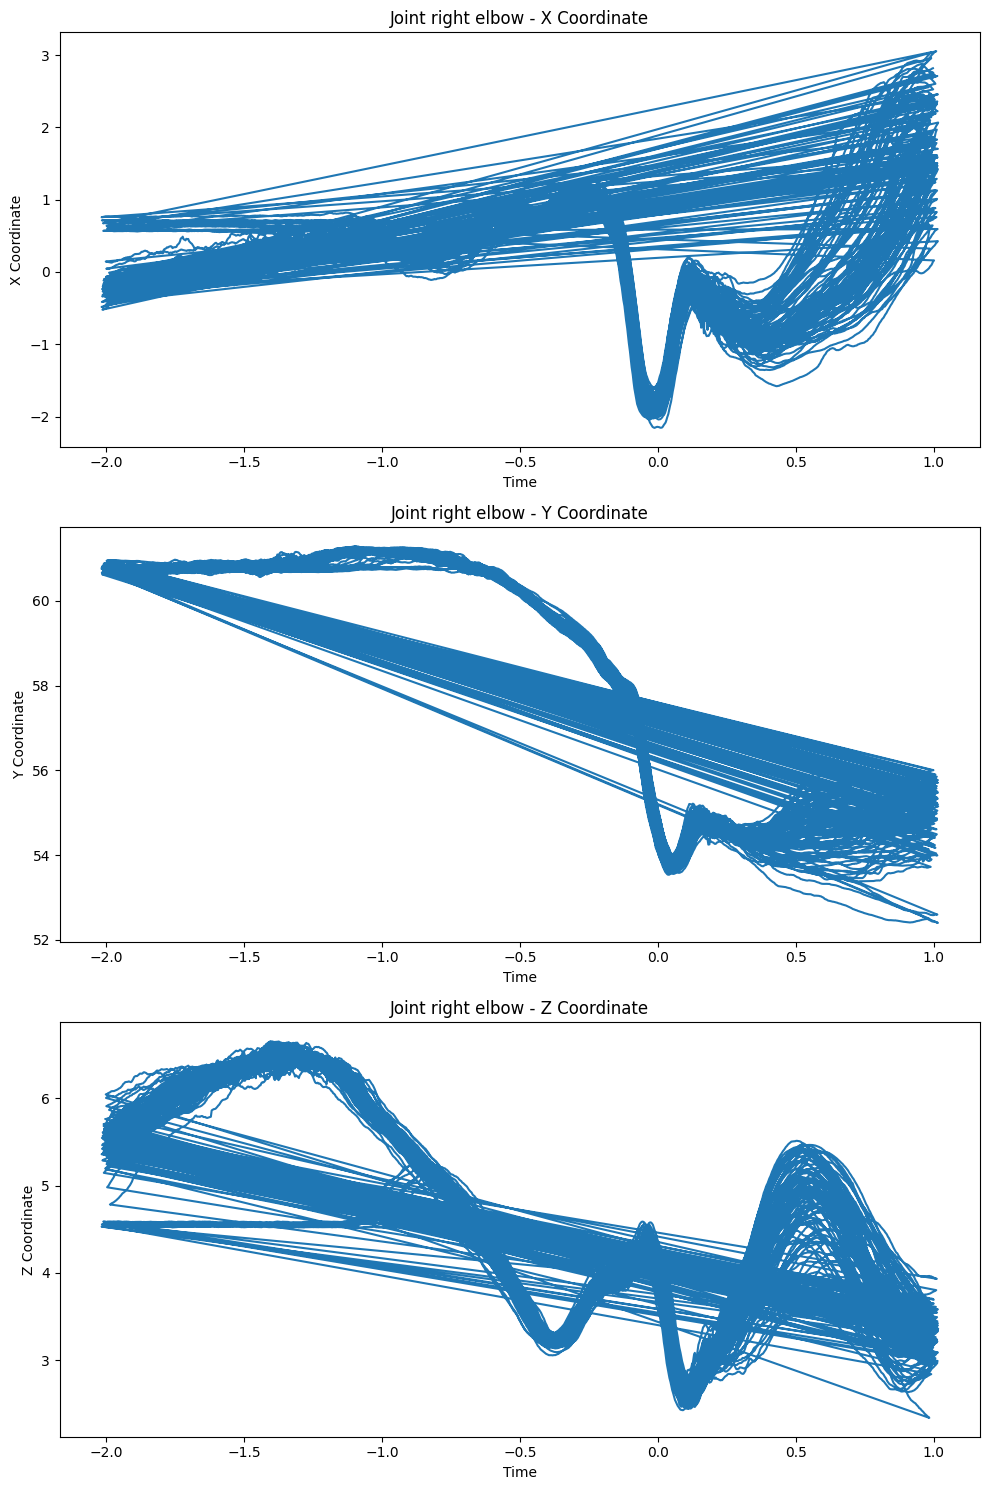 Joint right elbow - X Coordinate
3
2
1
0
−1
−2
X Coordinate
−2.0 −1.5 −1.0 −0.5 0.0 0.5 1.0
Time
Joint right elbow - Y Coordinate
60
58
56
54
52
Y Coordinate
−2.0 −1.5 −1.0 −0.5 0.0 0.5 1.0
Time
Joint right elbow - Z Coordinate
6
5
4
3
Z Coordinate
−2.0 −1.5 −1.0 −0.5 0.0 0.5 1.0
Time